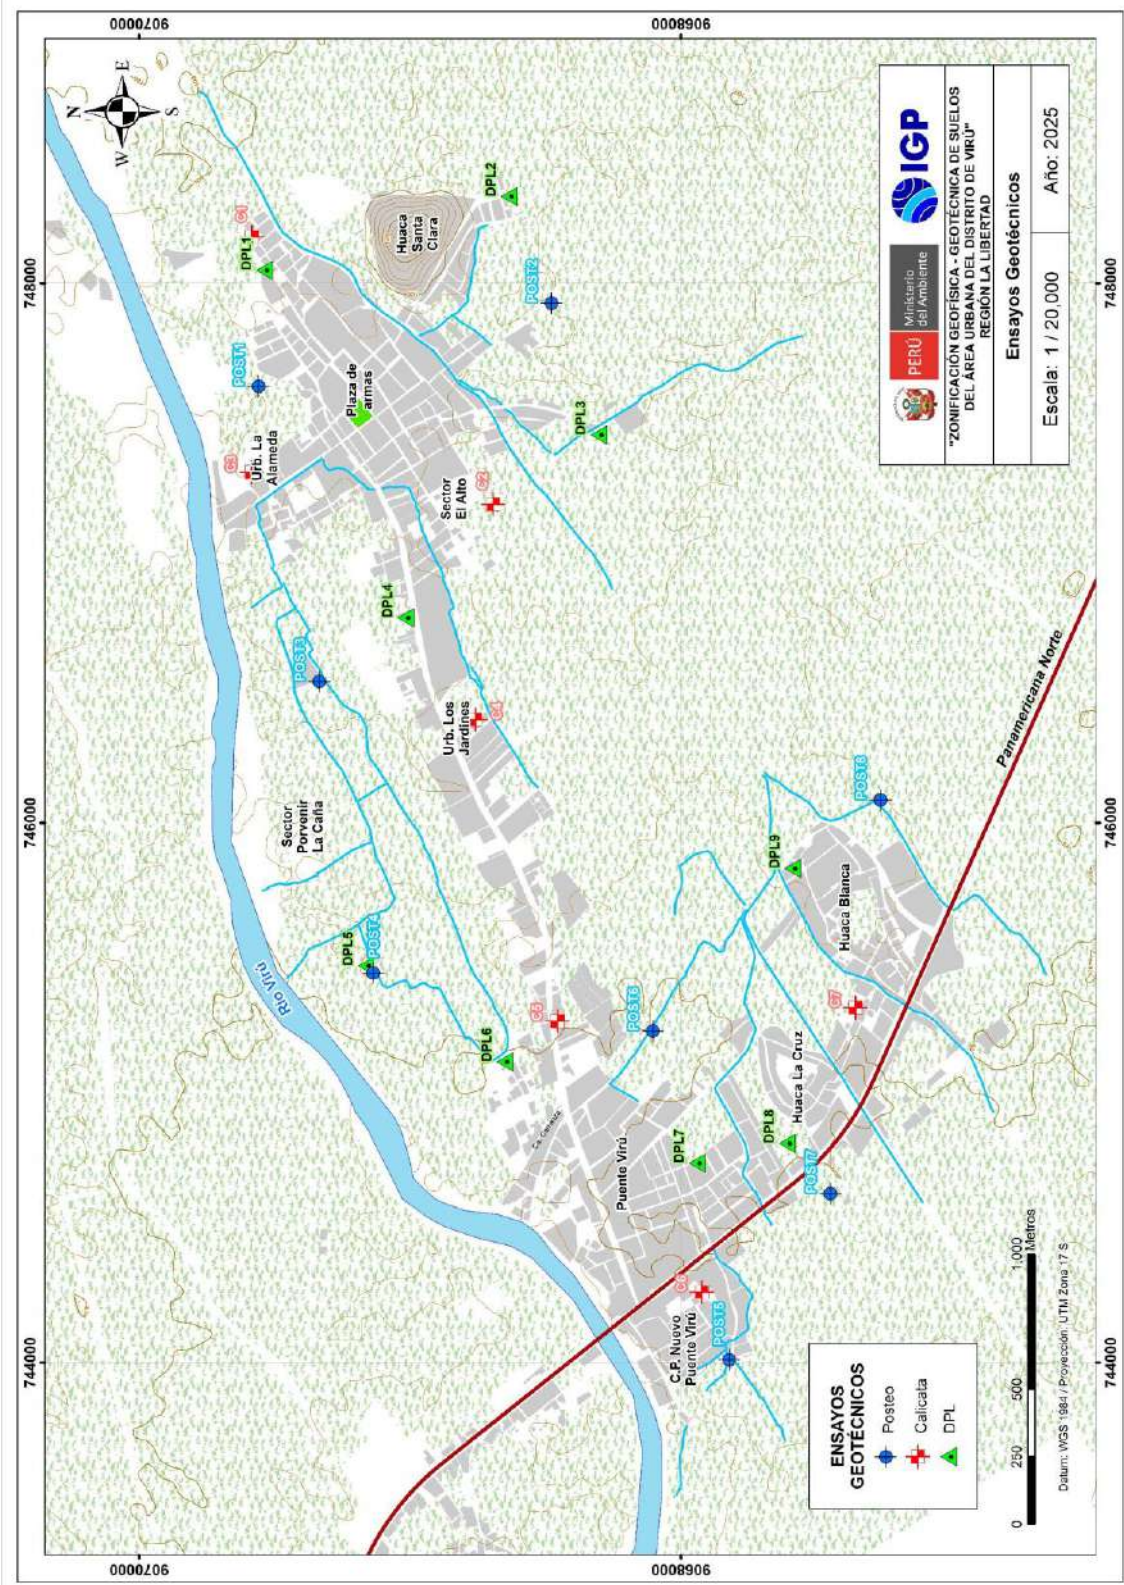 744000
746000
748000
9070000
9070000
9068000
9068000
744000
746000
748000
N
E
S
W
Río Virú
C1
DPL1
POST1
C3
Urb. La
Alameda
Plaza de
armas
Huaca
Santa
Clara
DPL2
POST2
DPL3
Sector
El Alto
C2
DPL4
POST3
Urb. Los
Jardines
C4
Sector
Porvenir
La Caña
DPL5
POST4
DPL6
C5
POST6
DPL9
POST8
Huaca Blanca
C7
Huaca La Cruz
Panamericana Norte
Puente Virú
DPL7
DPL8
POST7
C6
C.P. Nuevo
Puente Virú
POST5
ENSAYOS
GEOTÉCNICOS
Posteo
Calicata
DPL
0 250 500 1,000
Metros
Datum: WGS 1984 / Proyección: UTM Zona 17 S
PERÚ
Ministerio
del Ambiente
IGP
"ZONIFICACIÓN GEOFÍSICA - GEOTÉCNICA DE SUELOS
DEL ÁREA URBANA DEL DISTRITO DE VIRÚ"
REGIÓN LA LIBERTAD
Ensayos Geotécnicos
Escala: 1 / 20,000
Año: 2025